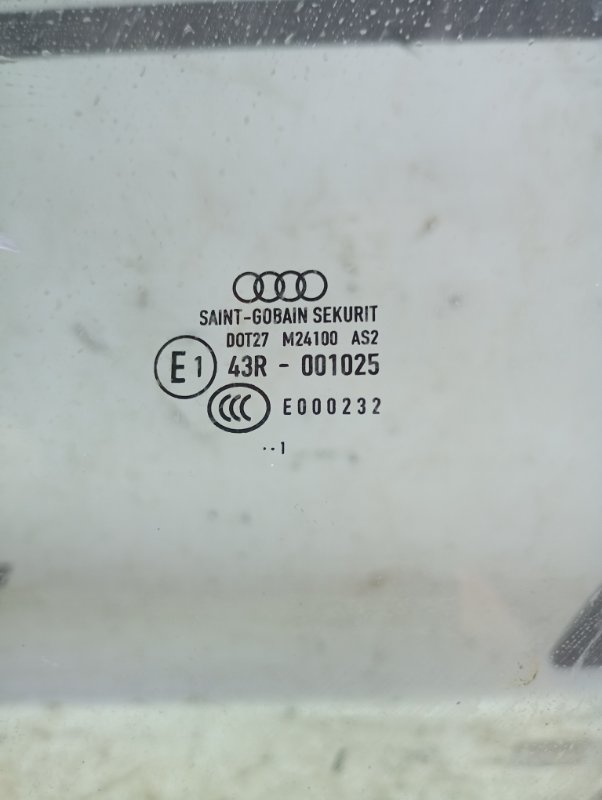 SAINT-GOBAIN SEKURIT
DOT27 M24100 AS2
E1 43R - 001025
CCC E000232
··1